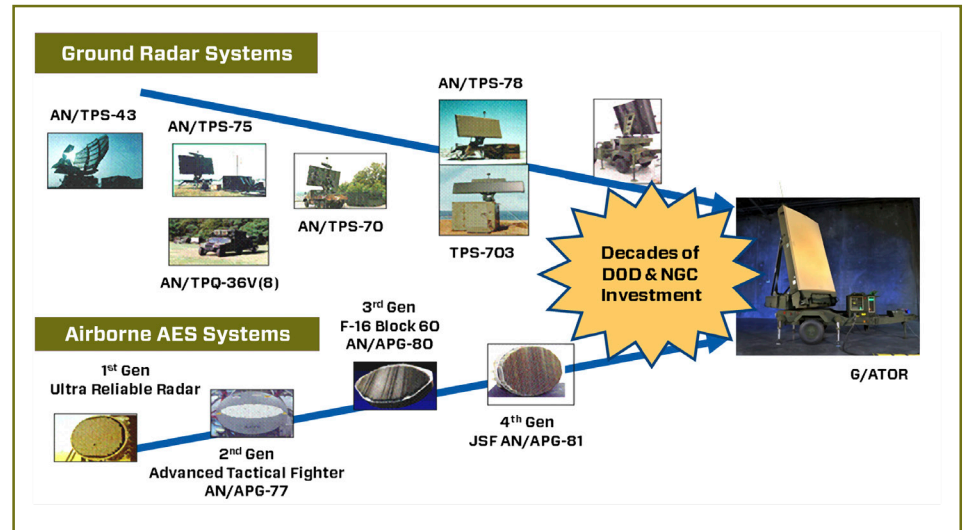 Ground Radar Systems
AN/TPS-43
AN/TPS-75
AN/TPQ-36V(8)
AN/TPS-70
AN/TPS-78
TPS-703
Decades of
DOD & NGC
Investment
G/ATOR
Airborne AES Systems
1st Gen
Ultra Reliable Radar
2nd Gen
Advanced Tactical Fighter
AN/APG-77
3rd Gen
F-16 Block 60
AN/APG-80
4th Gen
JSF AN/APG-81